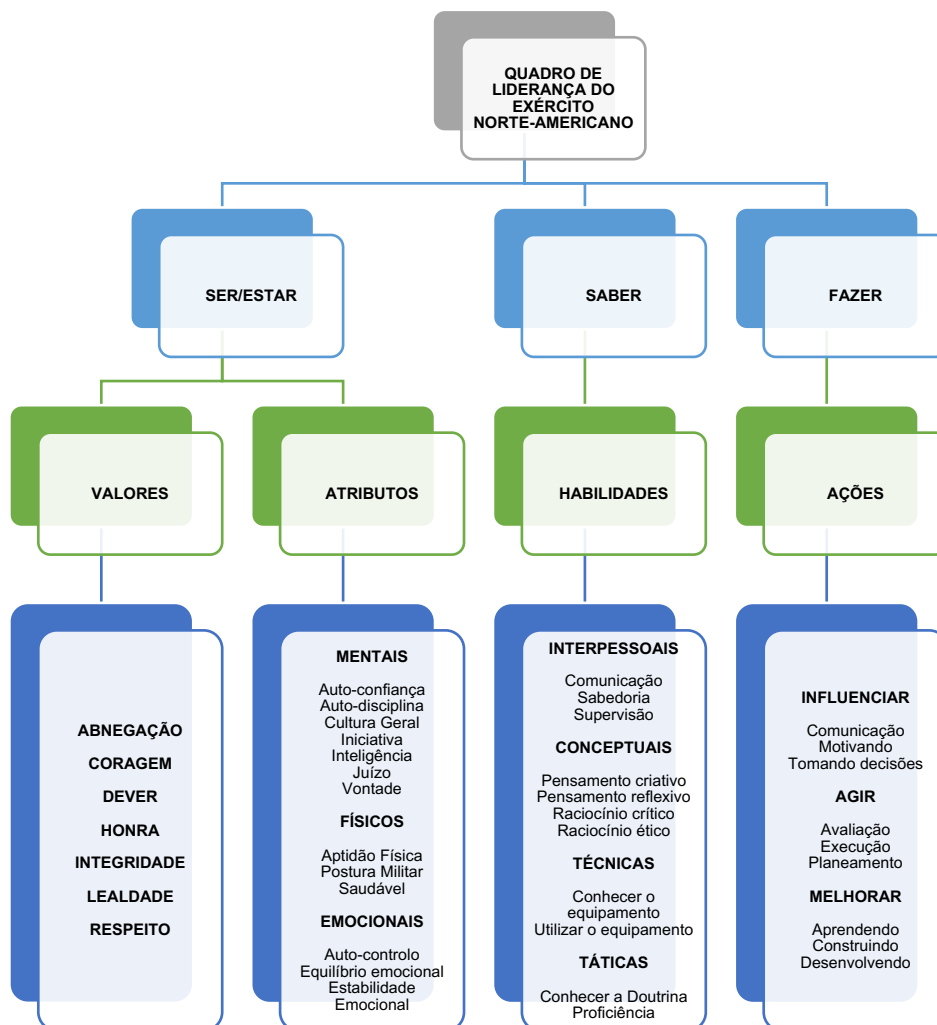 QUADRO DE
LIDERANÇA DO
EXÉRCITO
NORTE-AMERICANO
SER/ESTAR
SABER
FAZER
VALORES
ATRIBUTOS
HABILIDADES
AÇÕES
ABNEGAÇÃO
CORAGEM
DEVER
HONRA
INTEGRIDADE
LEALDADE
RESPEITO
MENTAIS
Auto-confiança
Auto-disciplina
Cultura Geral
Iniciativa
Inteligência
Juízo
Vontade
FÍSICOS
Aptidão Física
Postura Militar
Saudável
EMOCIONAIS
Auto-controlo
Equilíbrio emocional
Estabilidade
Emocional
INTERPESSOAIS
Comunicação
Sabedoria
Supervisão
CONCEPTUAIS
Pensamento criativo
Pensamento reflexivo
Raciocínio crítico
Raciocínio ético
TÉCNICAS
Conhecer o
equipamento
Utilizar o equipamento
TÁTICAS
Conhecer a Doutrina
Proficiência
INFLUENCIAR
Comunicação
Motivando
Tomando decisões
AGIR
Avaliação
Execução
Planeamento
MELHORAR
Aprendendo
Construindo
Desenvolvendo